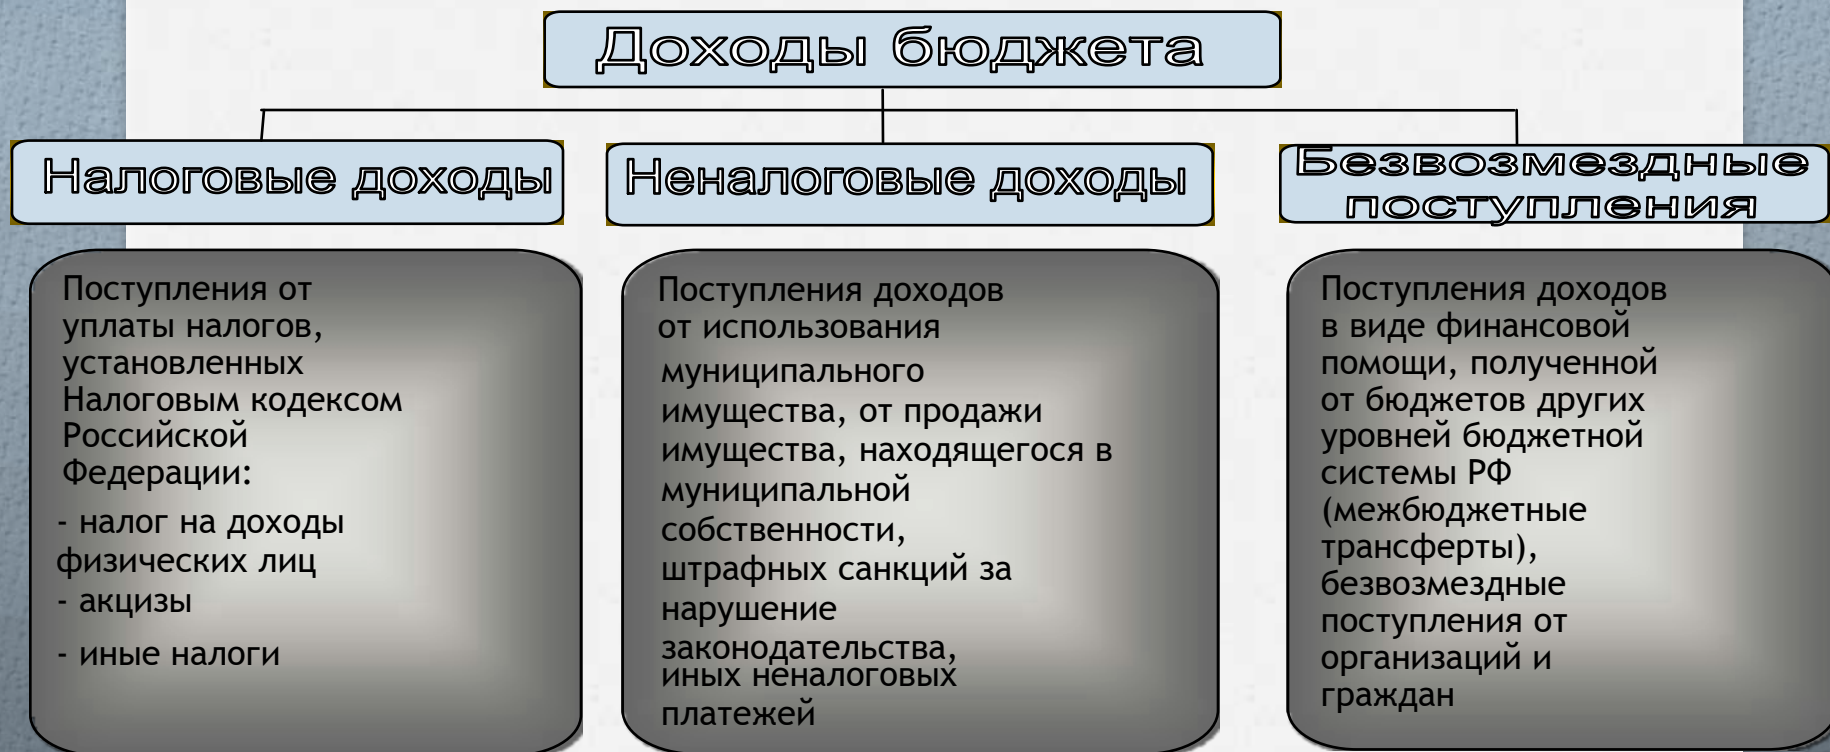 Доходы бюджета
Налоговые доходы
Неналоговые доходы
Безвозмездные
поступления
Поступления от
уплаты налогов,
установленных
Налоговым кодексом
Российской
Федерации:
- налог на доходы
физических лиц
- акцизы
- иные налоги
Поступления доходов
от использования
муниципального
имущества, от продажи
имущества, находящегося в
муниципальной
собственности,
штрафных санкций за
нарушение
законодательства,
иных неналоговых
платежей
Поступления доходов
в виде финансовой
помощи, полученной
от бюджетов других
уровней бюджетной
системы РФ
(межбюджетные
трансферты),
безвозмездные
поступления от
организаций и
граждан